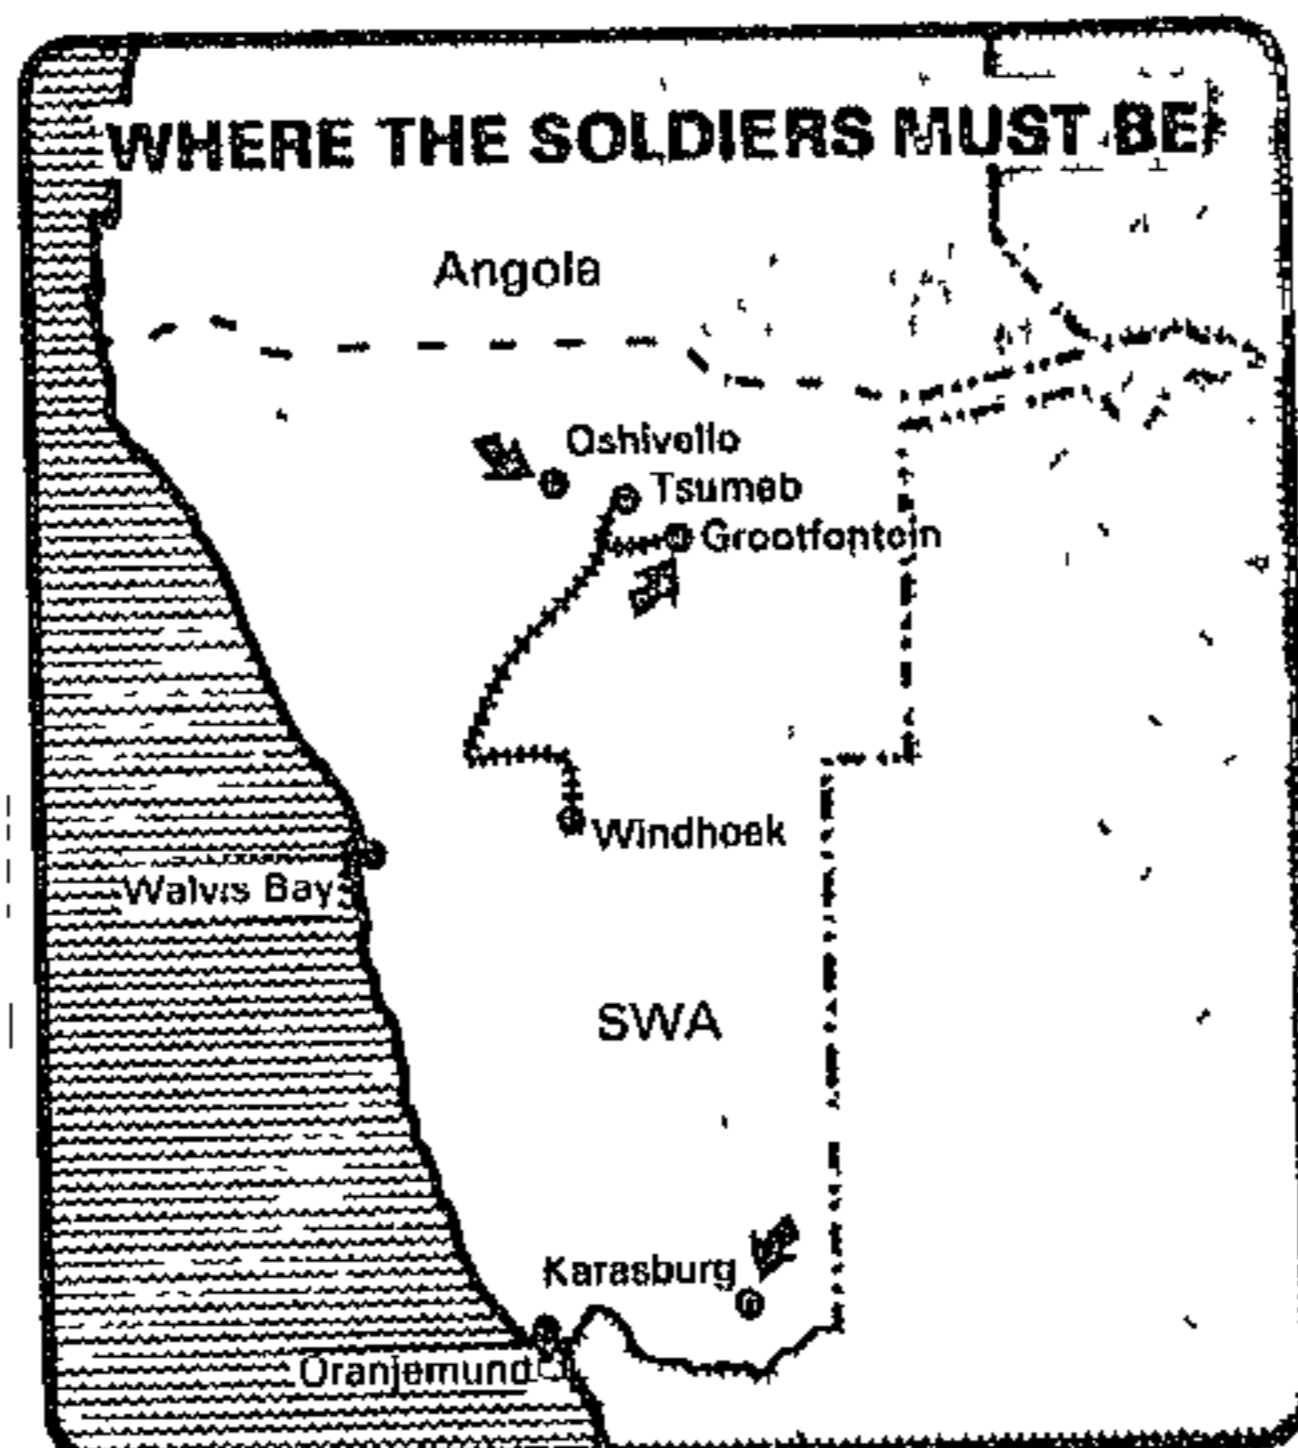 WHERE THE SOLDIERS MUST BE
Angola
Oshivello
Tsumeb
Grootfontein
Windhoek
Walvis Bay
SWA
Karasburg
Oranjemund